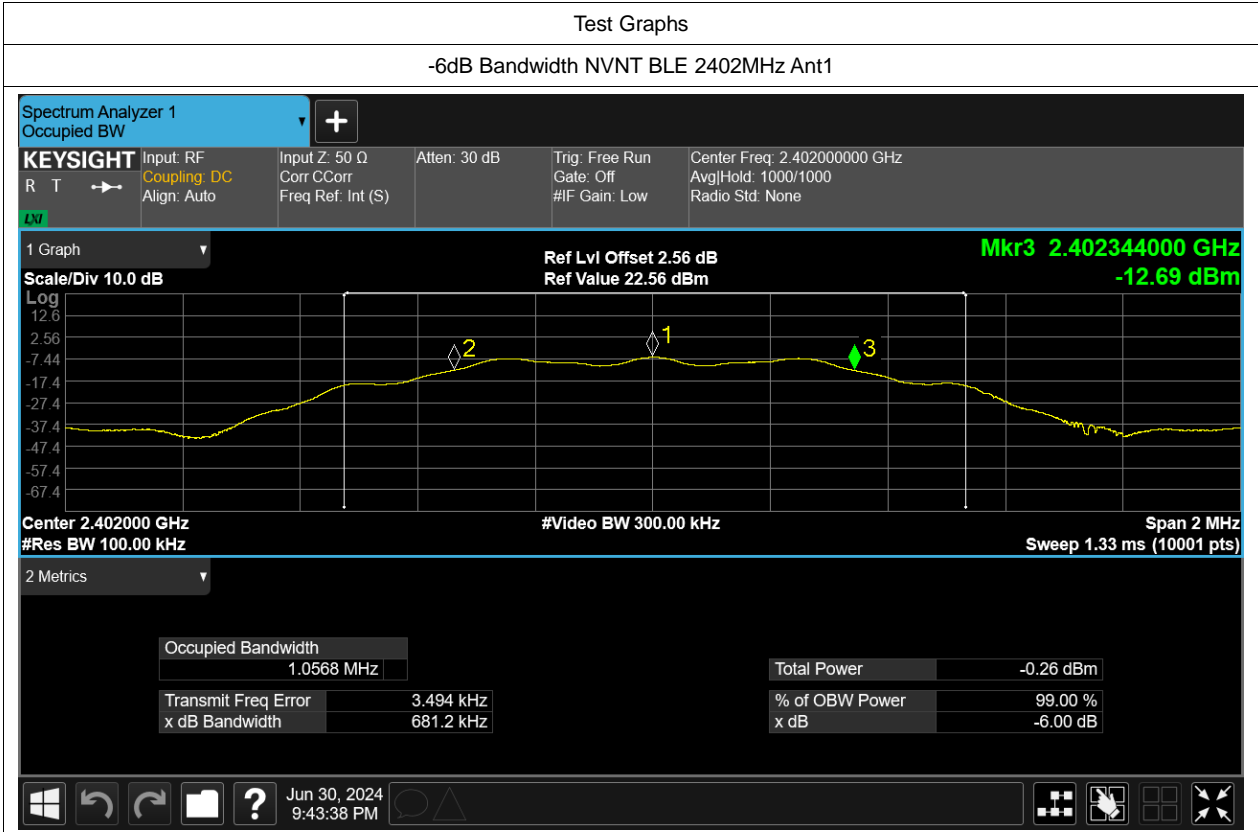 Test Graphs
-6dB Bandwidth NVNT BLE 2402MHz Ant1
Spectrum Analyzer 1
Occupied BW
KEYSIGHT Input: RF Input Z: 50 Ω Atten: 30 dB Trig: Free Run Center Freq: 2.402000000 GHz
R T Coupling: DC Corr CCorr Gate: Off Avg|Hold: 1000/1000
Align: Auto Freq Ref: Int (S) #IF Gain: Low Radio Std: None
LXI
1 Graph Ref Lvl Offset 2.56 dB Mkr3 2.402344000 GHz
Scale/Div 10.0 dB Ref Value 22.56 dBm -12.69 dBm
Log
12.6
2.56
-7.44
-17.4
-27.4
-37.4
-47.4
-57.4
-67.4
2 1 3
Center 2.402000 GHz #Video BW 300.00 kHz Span 2 MHz
#Res BW 100.00 kHz Sweep 1.33 ms (10001 pts)
2 Metrics
Occupied Bandwidth
1.0568 MHz Total Power -0.26 dBm
Transmit Freq Error 3.494 kHz % of OBW Power 99.00 %
x dB Bandwidth 681.2 kHz x dB -6.00 dB
? Jun 30, 2024
9:43:38 PM